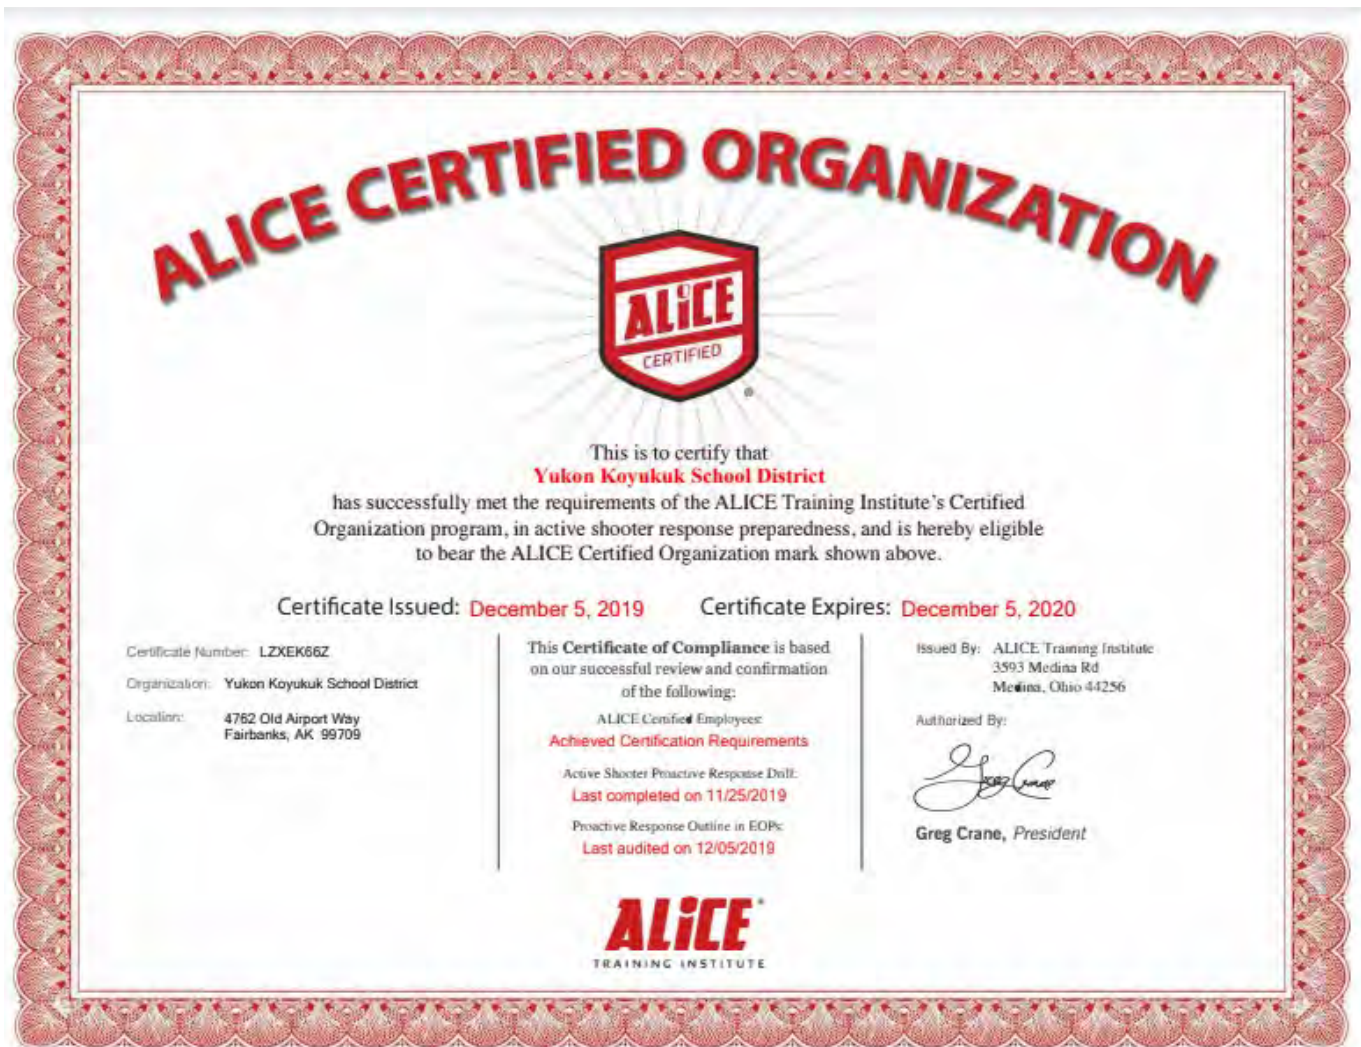 ALICE CERTIFIED ORGANIZATION
ALiCE
CERTIFIED
®
This is to certify that
Yukon Koyukuk School District
has successfully met the requirements of the ALICE Training Institute's Certified
Organization program, in active shooter response preparedness, and is hereby eligible
to bear the ALICE Certified Organization mark shown above.
Certificate Issued: December 5, 2019
Certificate Expires: December 5, 2020
Certificate Number: LZXEK66Z
Organization: Yukon Koyukuk School District
Location: 4762 Old Airport Way
Fairbanks, AK 99709
This Certificate of Compliance is based
on our successful review and confirmation
of the following:
ALICE Certified Employees:
Achieved Certification Requirements
Active Shooter Proactive Response Drill:
Last completed on 11/25/2019
Proactive Response Outline in EOPs:
Last audited on 12/05/2019
Issued By: ALICE Training Institute
3593 Medina Rd
Medina, Ohio 44256
Authorized By:
Greg Crane
Greg Crane, President
ALiCE®
TRAINING INSTITUTE